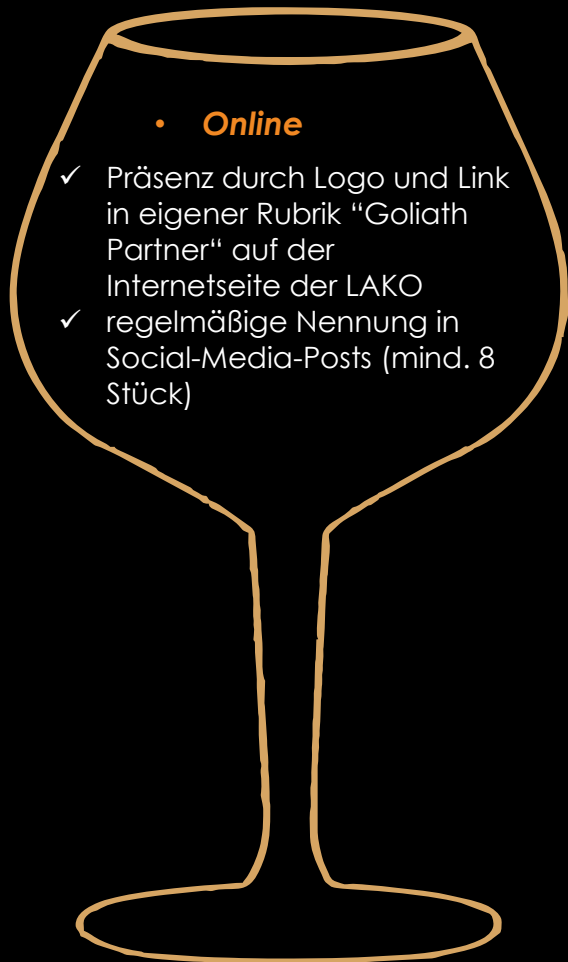 • Online
✓ Präsenz durch Logo und Link
in eigener Rubrik “Goliath
Partner“ auf der
Internetseite der LAKO
✓ regelmäßige Nennung in
Social-Media-Posts (mind. 8
Stück)